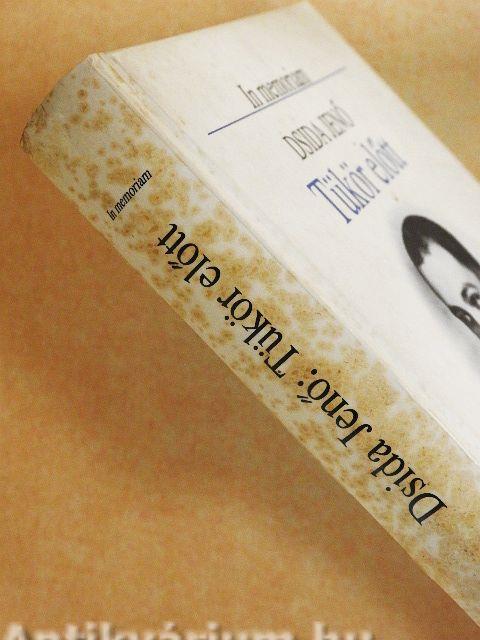 In memoriam
DSIDA JENŐ
Tükör előtt
In memoriam
Dsida Jenő: Tükör előtt
Antikvárium.hu